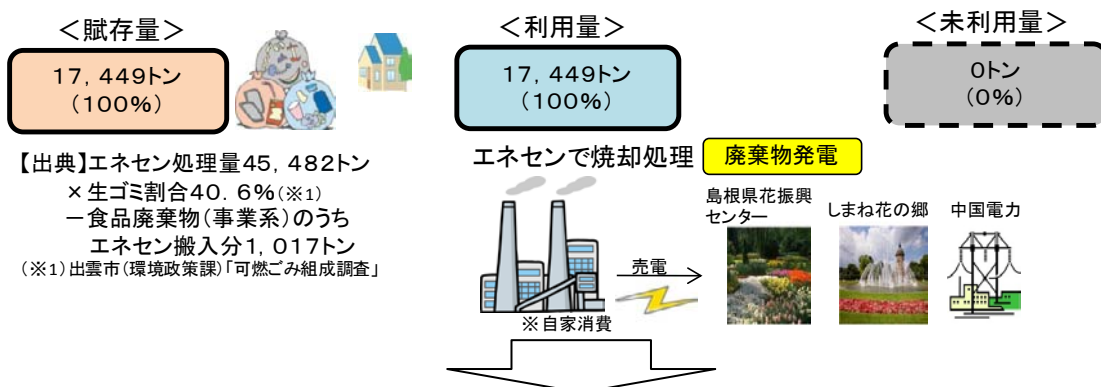 ＜賦存量＞
17，449トン
（100％）
＜利用量＞
17，449トン
（100％）
＜未利用量＞
0トン
（0％）
【出典】エネセン処理量45，482トン
×生ゴミ割合40．6％（※1）
－食品廃棄物（事業系）のうち
エネセン搬入分1，017トン
（※1）出雲市（環境政策課）「可燃ごみ組成調査」
エネセンで焼却処理
廃棄物発電
※自家消費
売電
島根県花振興
センター
しまね花の郷
中国電力